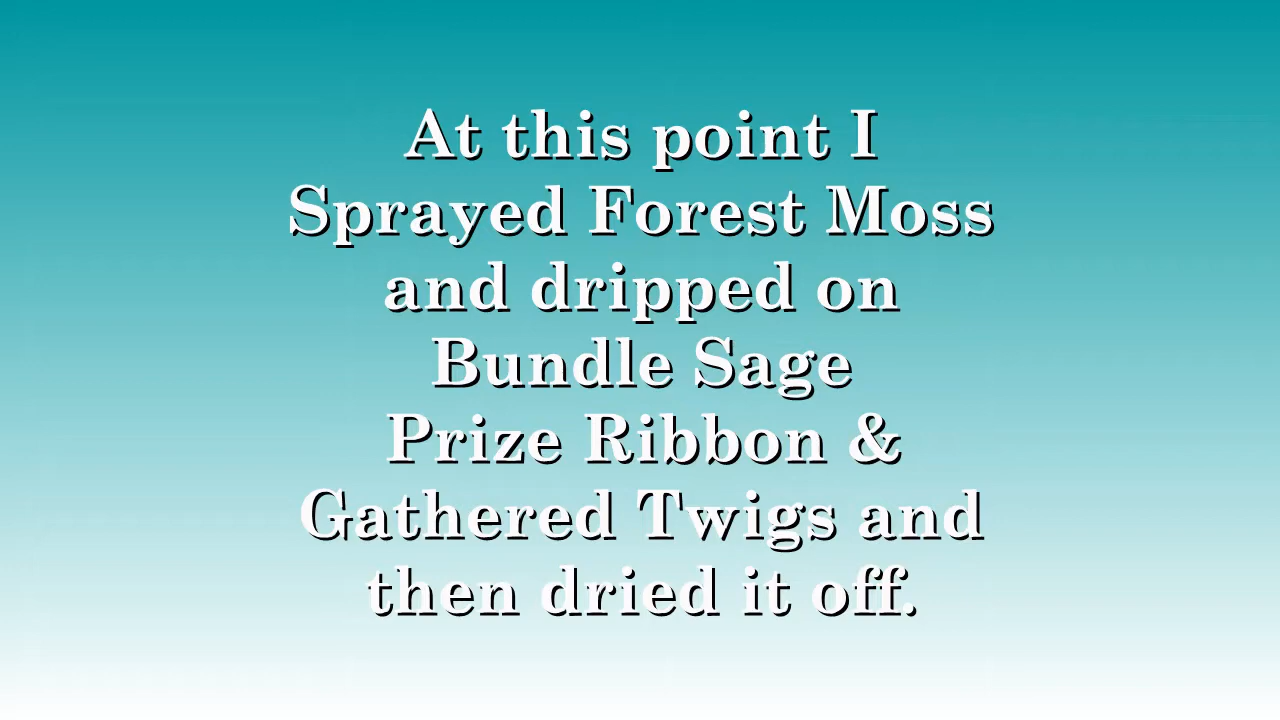 At this point I
Sprayed Forest Moss
and dripped on
Bundle Sage
Prize Ribbon &
Gathered Twigs and
then dried it off.